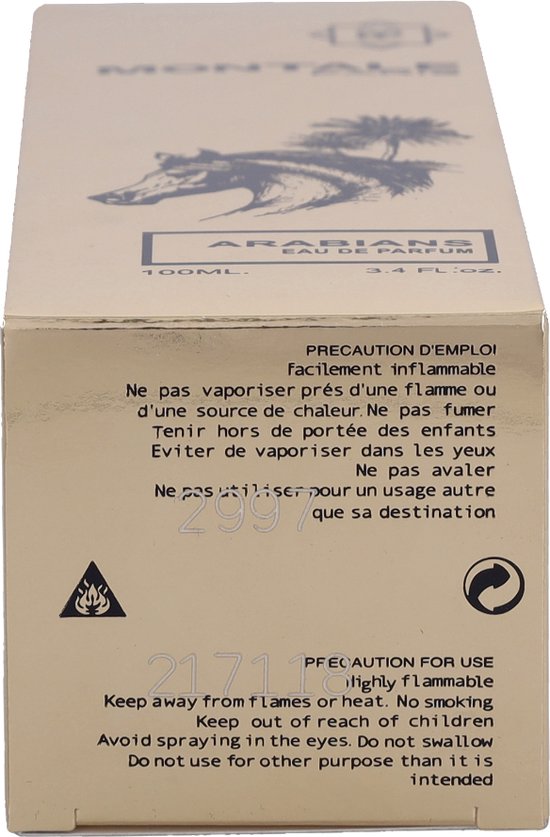 MONTALE
ARABIANS
EAU DE PARFUM
100ML. 3.4 FL.oz.
PRECAUTION D'EMPLOI
Facilement inflammable
Ne pas vaporiser prés d'une flamme ou
d'une source de chaleur. Ne pas fumer
Tenir hors de portée des enfants
Eviter de vaporiser dans les yeux
Ne pas avaler
Ne pas utiliser pour un usage autre
que sa destination
2997
217118
PRECAUTION FOR USE
Highly flammable
Keep away from flames or heat. No smoking
Keep out of reach of children
Avoid spraying in the eyes. Do not swallow
Do not use for other purpose than it is
intended